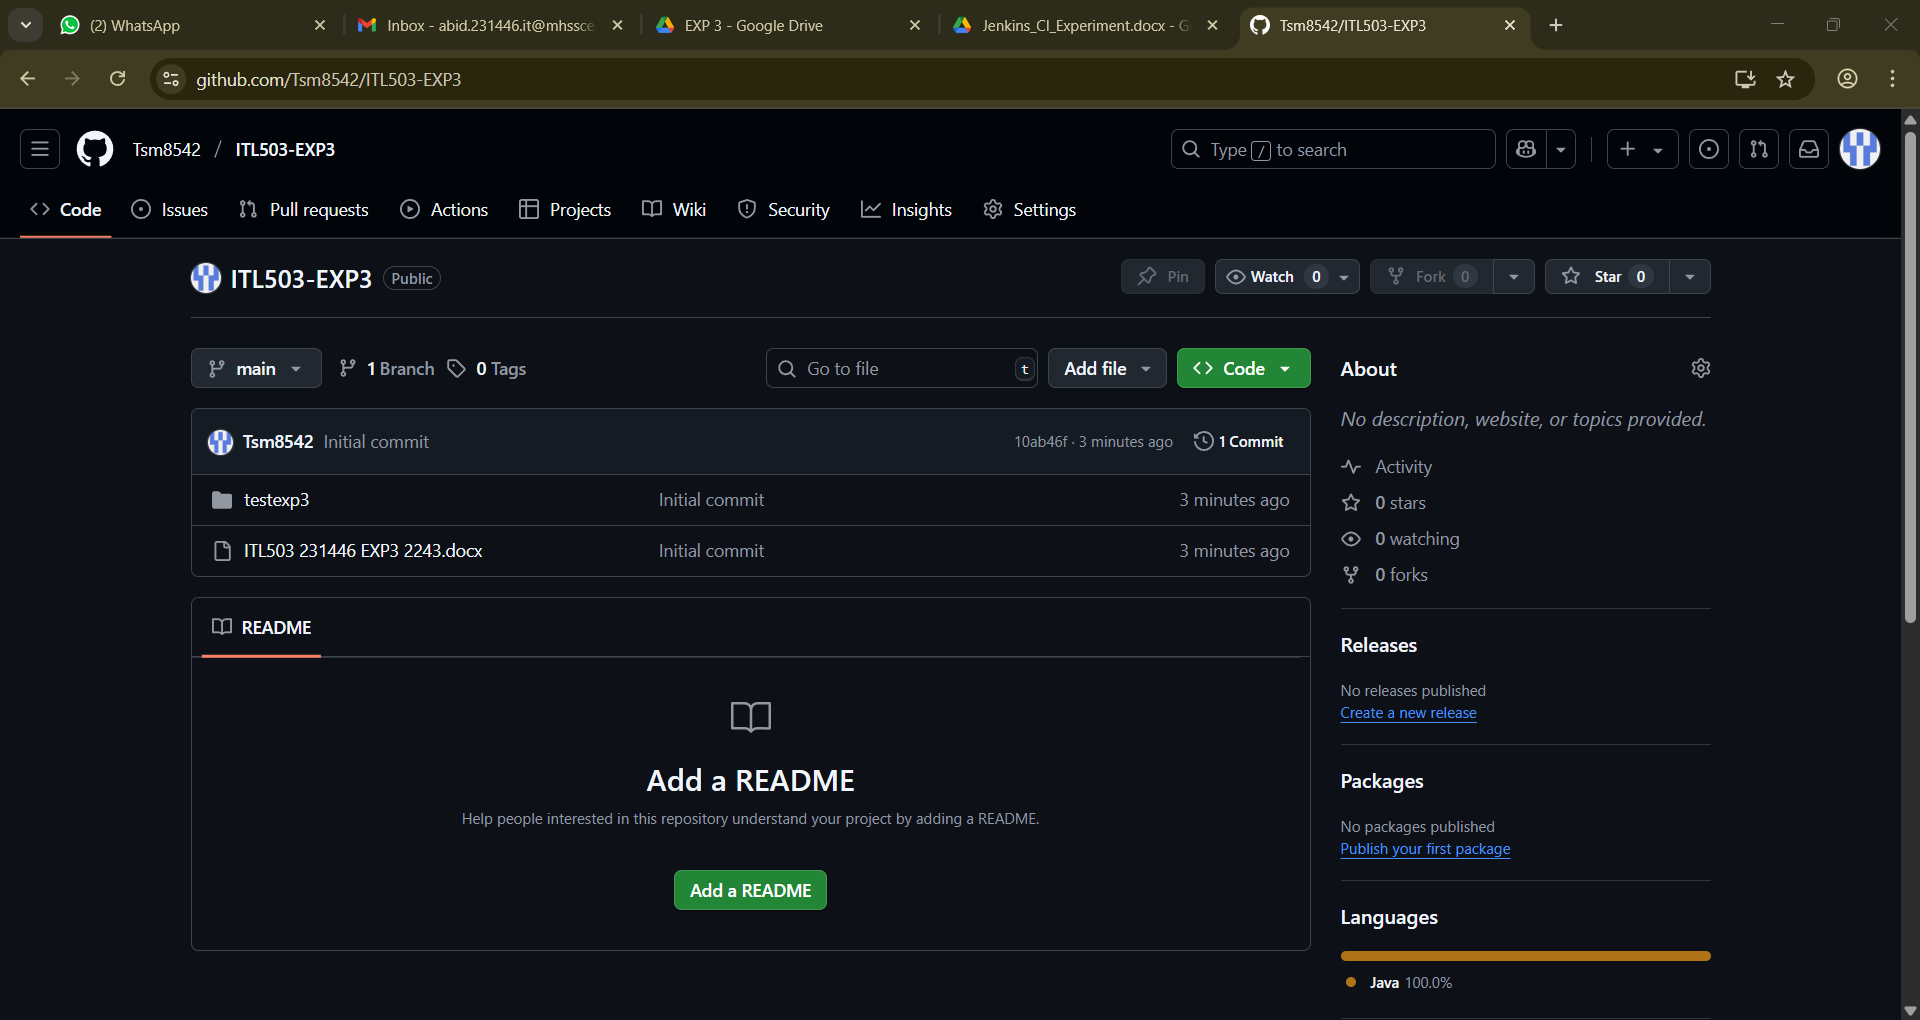 (2) WhatsApp
Inbox - abid.231446.it@mhssce
EXP 3 - Google Drive
Jenkins_CI_Experiment.docx - G
Tsm8542/ITL503-EXP3
github.com/Tsm8542/ITL503-EXP3
Tsm8542 / ITL503-EXP3
Type / to search
Code
Issues
Pull requests
Actions
Projects
Wiki
Security
Insights
Settings
ITL503-EXP3 Public
Pin
Watch 0
Fork 0
Star 0
main
1 Branch
0 Tags
Go to file t
Add file
Code
Tsm8542 Initial commit
10ab46f · 3 minutes ago
1 Commit
testexp3 Initial commit 3 minutes ago
ITL503 231446 EXP3 2243.docx Initial commit 3 minutes ago
README
Add a README
Help people interested in this repository understand your project by adding a README.
Add a README
About
No description, website, or topics provided.
Activity
0 stars
0 watching
0 forks
Releases
No releases published
Create a new release
Packages
No packages published
Publish your first package
Languages
Java 100.0%